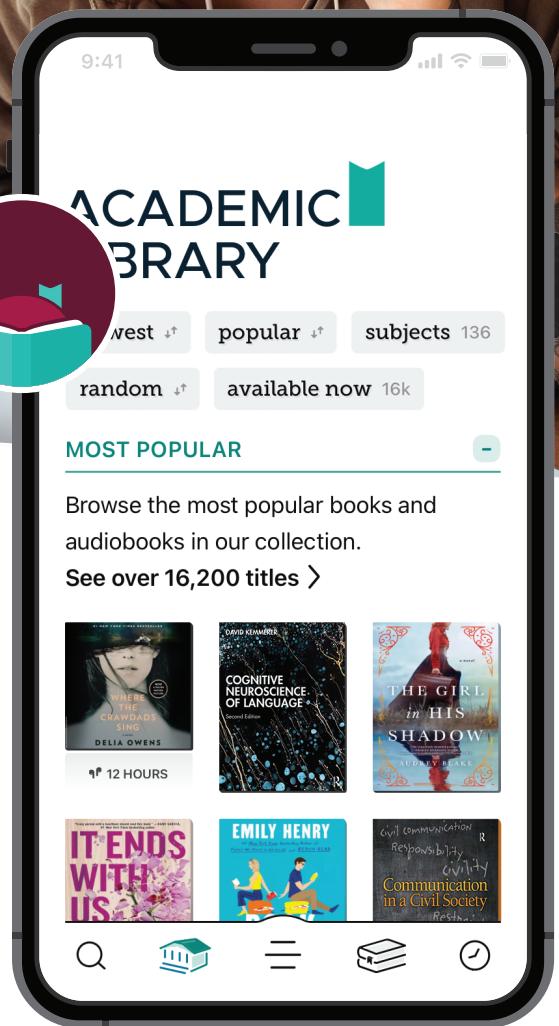 9:41
ACADEMIC
BRARY
west
popular
subjects 136
random
available now 16k
MOST POPULAR
Browse the most popular books and
audiobooks in our collection.
See over 16,200 titles
WHERE
THE
CRAWDADS
SING
DELIA OWENS
12 HOURS
DAVID KEMMERER
COGNITIVE
NEUROSCIENCE
OF LANGUAGE
Second Edition
a novel
THE GIRL
in HIS
SHADOW
AUDREY BLAKE
IT ENDS
WITH
US
EMILY HENRY
civil communication
Responsibility
civility
Communication
in a Civil Society